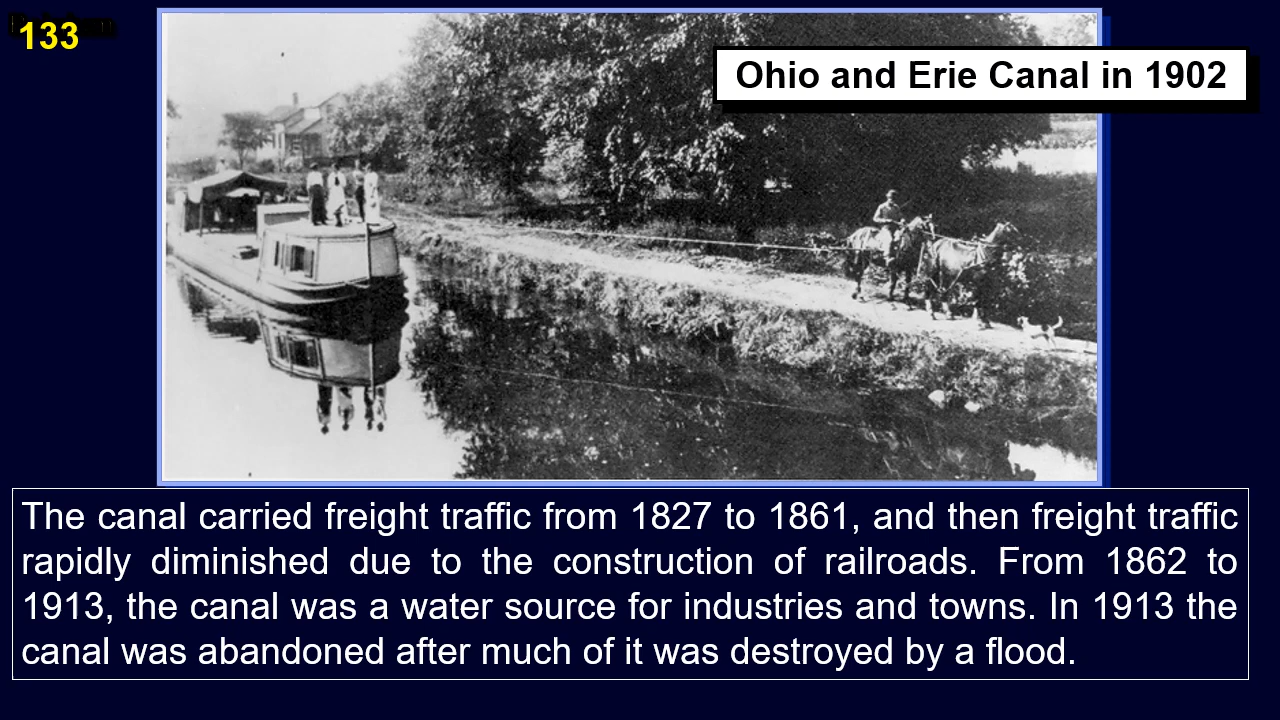 133
Ohio and Erie Canal in 1902
The canal carried freight traffic from 1827 to 1861, and then freight traffic
rapidly diminished due to the construction of railroads. From 1862 to
1913, the canal was a water source for industries and towns. In 1913 the
canal was abandoned after much of it was destroyed by a flood.